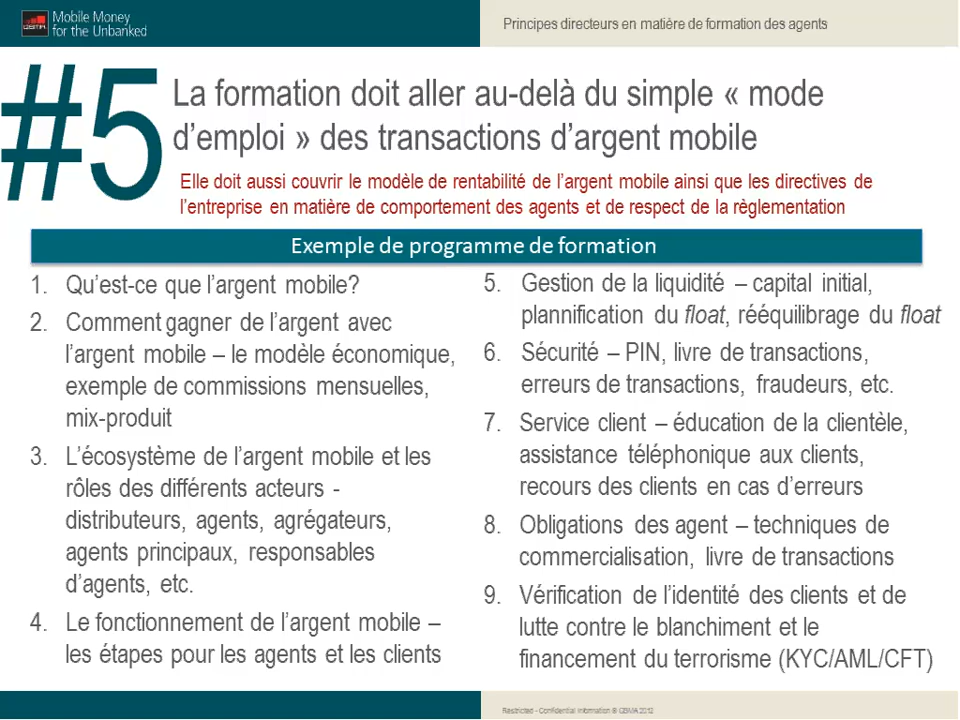 GSMA
Mobile Money
for the Unbanked
Principes directeurs en matière de formation des agents
#5
La formation doit aller au-delà du simple « mode
d’emploi » des transactions d’argent mobile
Elle doit aussi couvrir le modèle de rentabilité de l’argent mobile ainsi que les directives de
l’entreprise en matière de comportement des agents et de respect de la règlementation
Exemple de programme de formation
1. Qu’est-ce que l’argent mobile?
2. Comment gagner de l’argent avec
l’argent mobile – le modèle économique,
exemple de commissions mensuelles,
mix-produit
3. L’écosystème de l’argent mobile et les
rôles des différents acteurs -
distributeurs, agents, agrégateurs,
agents principaux, responsables
d’agents, etc.
4. Le fonctionnement de l’argent mobile –
les étapes pour les agents et les clients
5. Gestion de la liquidité – capital initial,
plannification du float, rééquilibrage du float
6. Sécurité – PIN, livre de transactions,
erreurs de transactions, fraudeurs, etc.
7. Service client – éducation de la clientèle,
assistance téléphonique aux clients,
recours des clients en cas d’erreurs
8. Obligations des agent – techniques de
commercialisation, livre de transactions
9. Vérification de l’identité des clients et de
lutte contre le blanchiment et le
financement du terrorisme (KYC/AML/CFT)
Restricted - Confidential Information © GSMA 2012